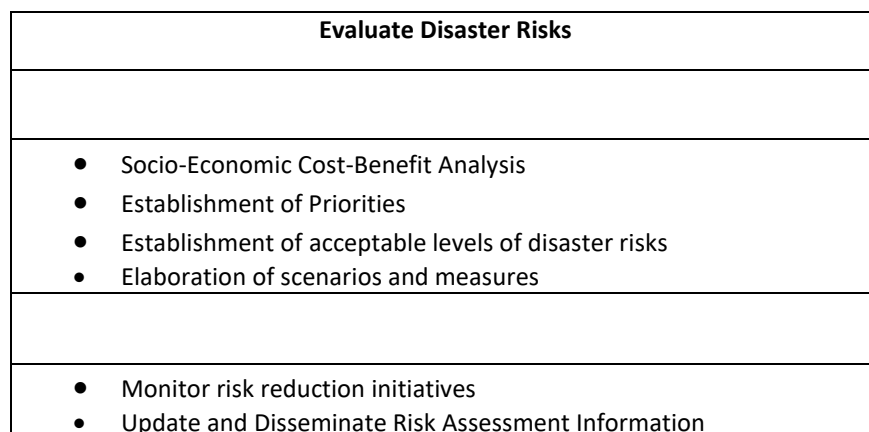 Evaluate Disaster Risks
● Socio-Economic Cost-Benefit Analysis
● Establishment of Priorities
● Establishment of acceptable levels of disaster risks
● Elaboration of scenarios and measures
● Monitor risk reduction initiatives
● Update and Disseminate Risk Assessment Information